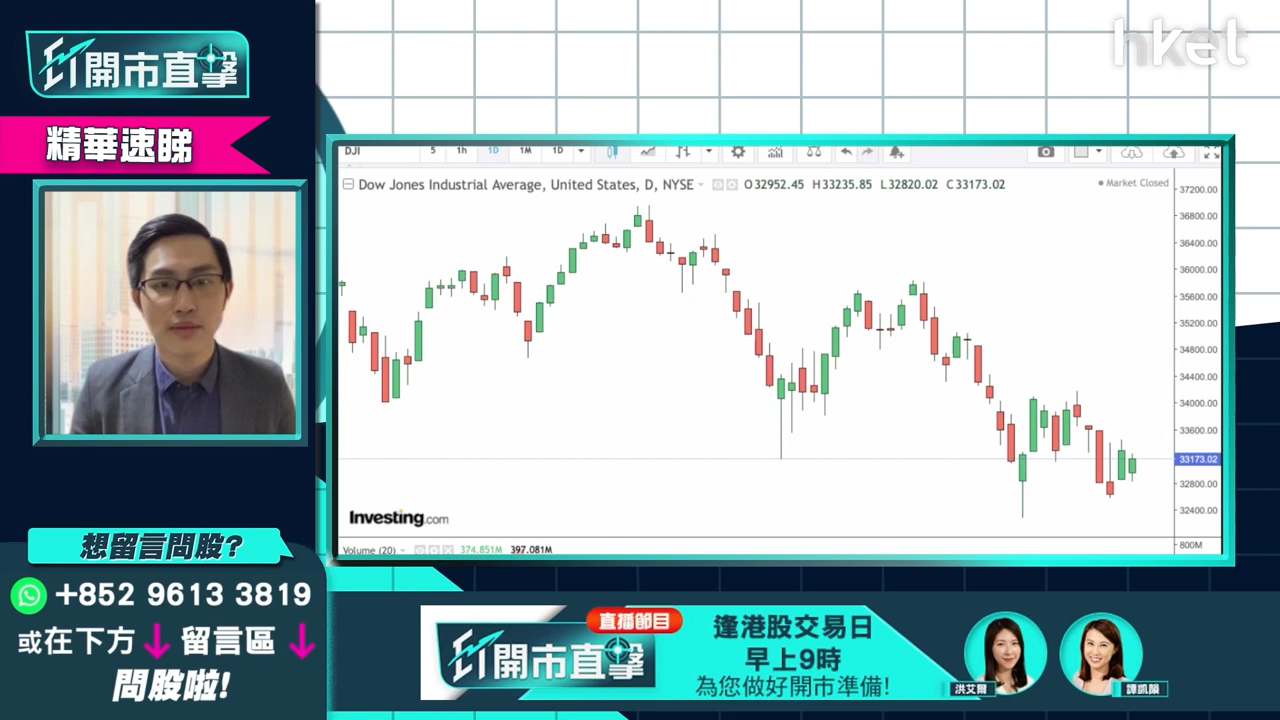 ET開市直擊
精華速睇
hket
DJI 5 1h 1D 1M 1D
Dow Jones Industrial Average, United States, D, NYSE O32952.45 H33235.85 L32820.02 C33173.02
Market Closed
37200.00
36800.00
36400.00
36000.00
35600.00
35200.00
34800.00
34400.00
34000.00
33600.00
33173.02
32800.00
32400.00
800M
Investing.com
Volume (20) 374.851M 397.081M
想留言問股?
+852 9613 3819
或在下方 留言區
問股啦!
直播節目
ET開市直擊
逢港股交易日
早上9時
為您做好開市準備!
洪艾爾
譚凱韻